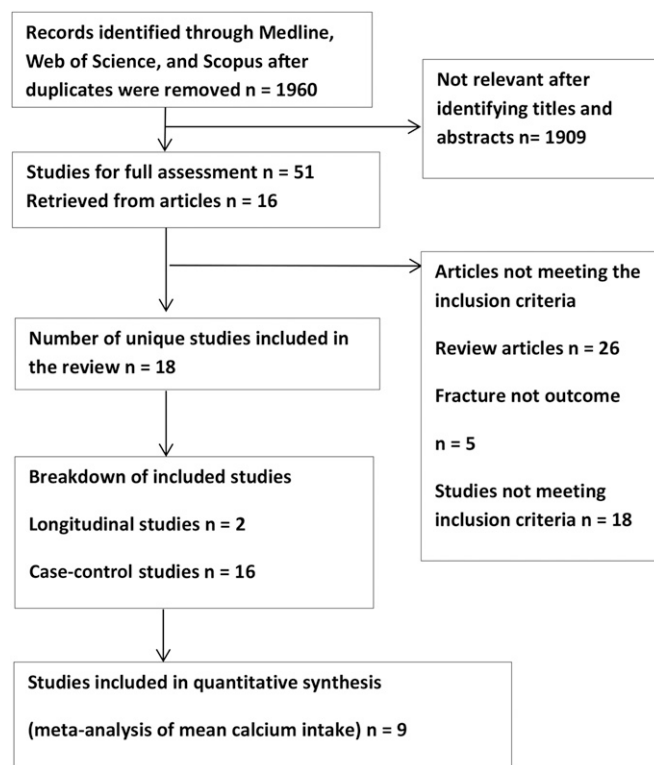 Records identified through Medline,
Web of Science, and Scopus after
duplicates were removed n = 1960
Not relevant after
identifying titles and
abstracts n= 1909
Studies for full assessment n = 51
Retrieved from articles n = 16
Articles not meeting the
inclusion criteria
Review articles n = 26
Fracture not outcome
n = 5
Studies not meeting
inclusion criteria n = 18
Number of unique studies included in
the review n = 18
Breakdown of included studies
Longitudinal studies n = 2
Case-control studies n = 16
Studies included in quantitative synthesis
(meta-analysis of mean calcium intake) n = 9